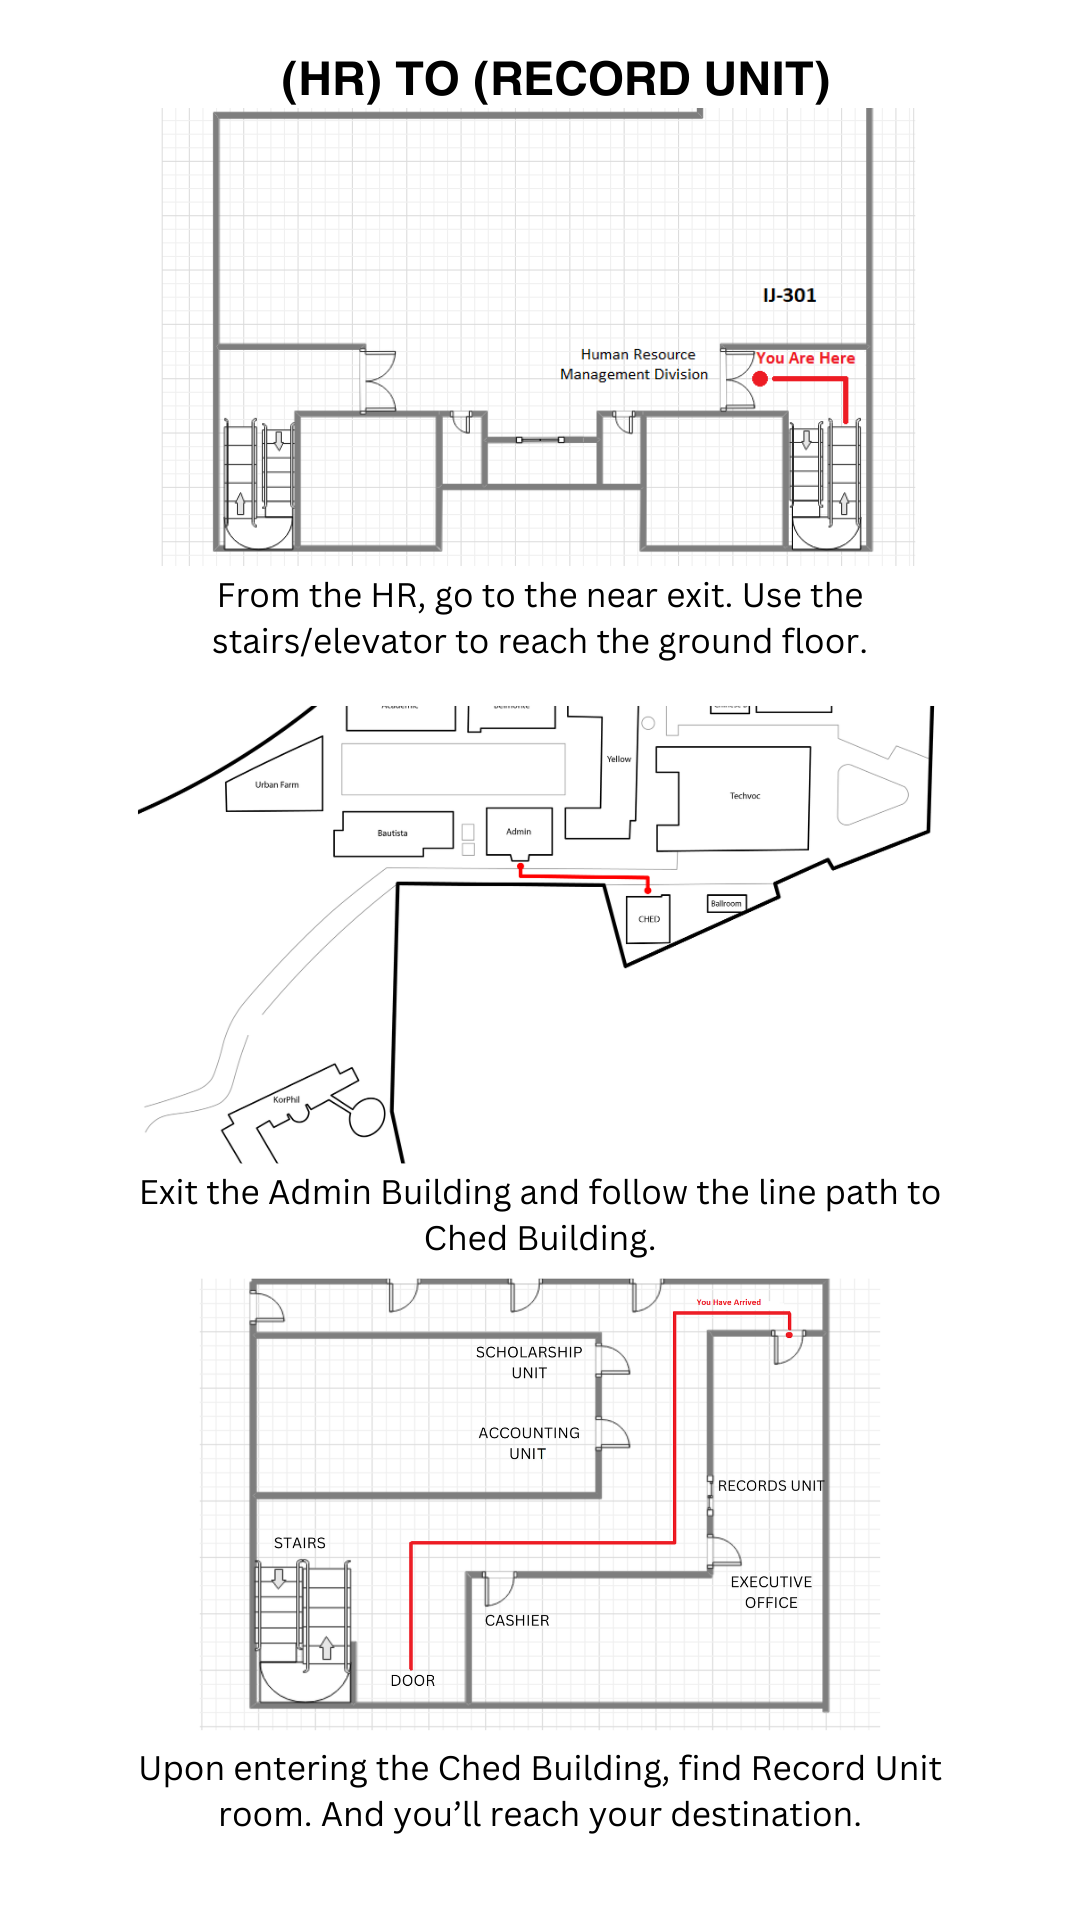 (HR) TO (RECORD UNIT)
IJ-301
Human Resource
Management Division
You Are Here
From the HR, go to the near exit. Use the
stairs/elevator to reach the ground floor.
Academic
Belmonte
Yellow
Urban Farm
Techvoc
Bautista
Admin
CHED
Ballroom
KorPhil
Exit the Admin Building and follow the line path to
Ched Building.
You Have Arrived
SCHOLARSHIP
UNIT
ACCOUNTING
UNIT
RECORDS UNIT
STAIRS
EXECUTIVE
OFFICE
CASHIER
DOOR
Upon entering the Ched Building, find Record Unit
room. And you’ll reach your destination.